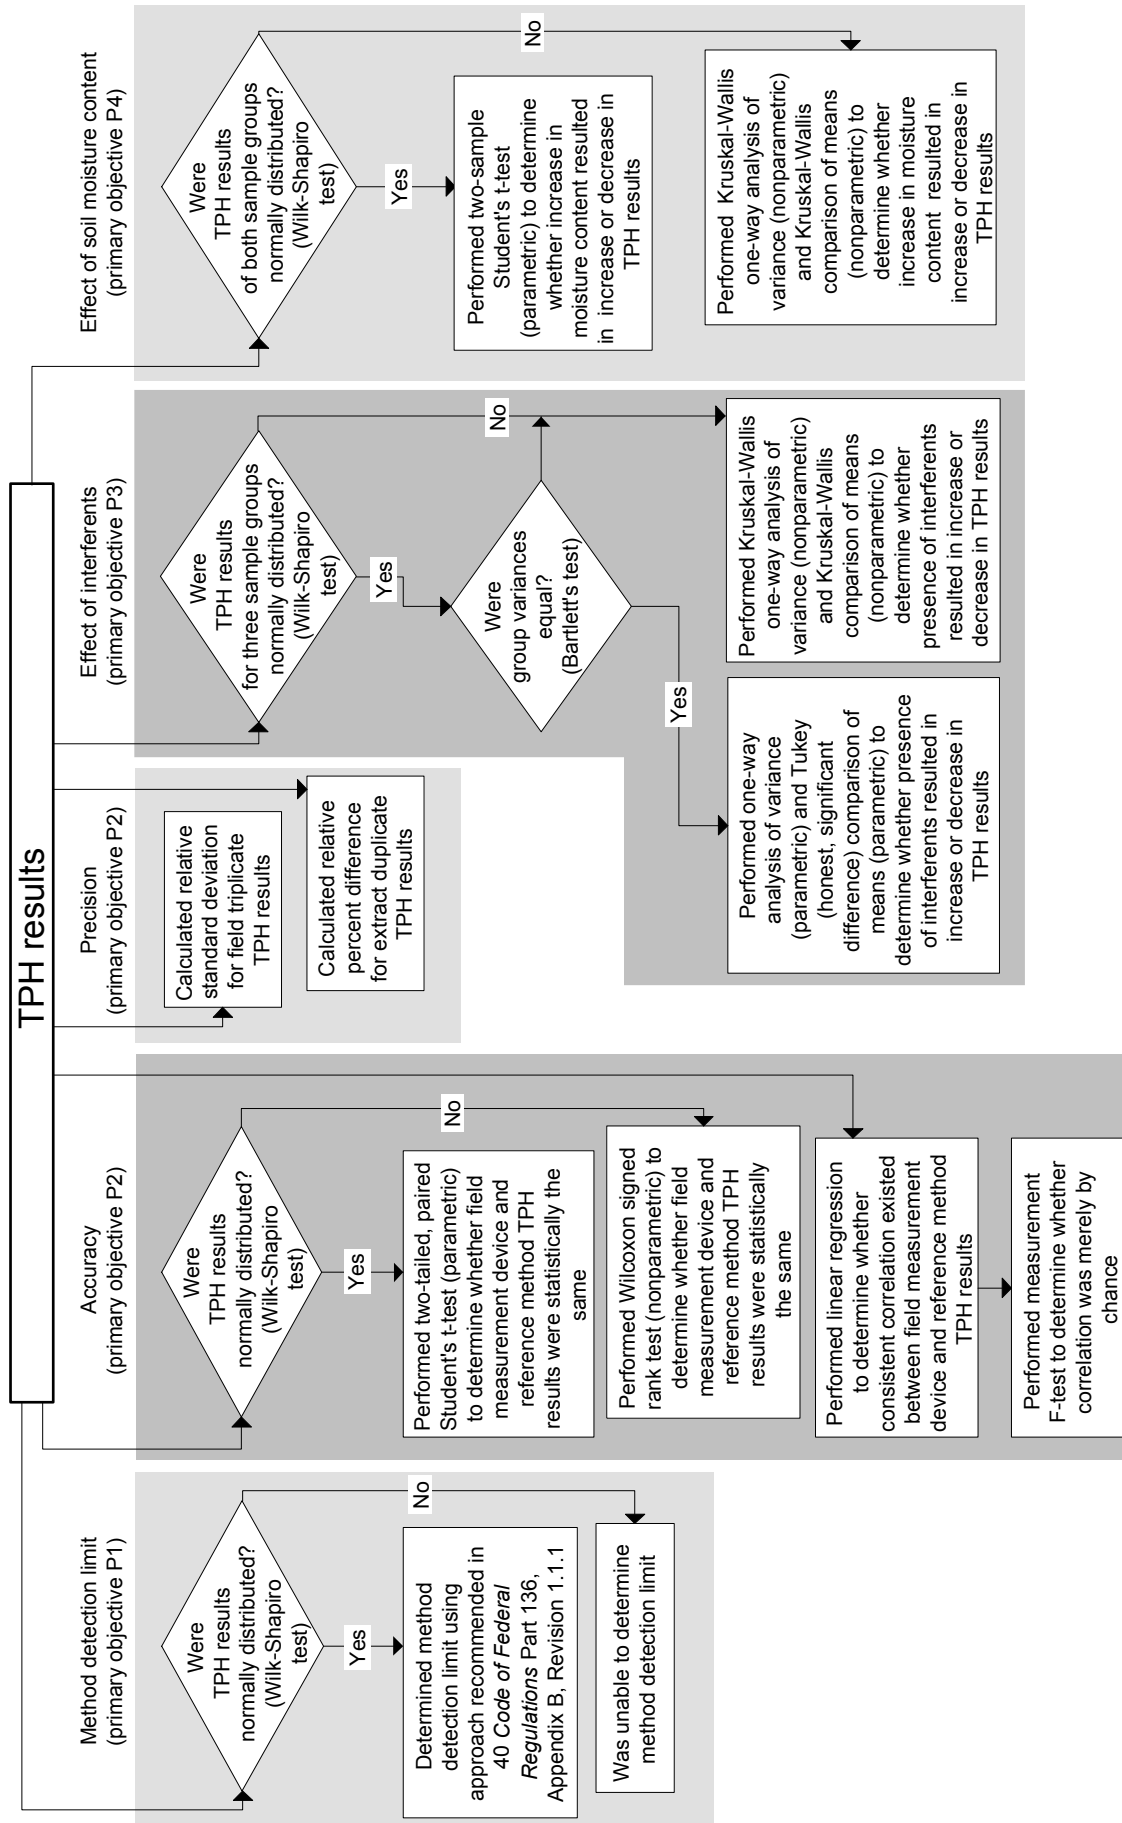 TPH results
Method detection limit
(primary objective P1)
Were
TPH results
normally distributed?
(Wilk-Shapiro
test)
Yes
No
Determined method
detection limit using
approach recommended in
40 Code of Federal
Regulations Part 136,
Appendix B, Revision 1.1.1
Was unable to determine
method detection limit
Accuracy
(primary objective P2)
Were
TPH results
normally distributed?
(Wilk-Shapiro
test)
Yes
No
Performed two-tailed, paired
Student's t-test (parametric)
to determine whether field
measurement device and
reference method TPH
results were statistically the
same
Performed Wilcoxon signed
rank test (nonparametric) to
determine whether field
measurement device and
reference method TPH
results were statistically
the same
Performed linear regression
to determine whether
consistent correlation existed
between field measurement
device and reference method
TPH results
Performed measurement
F-test to determine whether
correlation was merely by
chance
Precision
(primary objective P2)
Calculated relative
standard deviation
for field triplicate
TPH results
Calculated relative
percent difference
for extract duplicate
TPH results
Effect of interferents
(primary objective P3)
Were
TPH results
for three sample groups
normally distributed?
(Wilk-Shapiro
test)
Yes
No
Were
group variances
equal?
(Bartlett's test)
Yes
Performed one-way
analysis of variance
(parametric) and Tukey
(honest, significant
difference) comparison of
means (parametric) to
determine whether presence
of interferents resulted in
increase or decrease in
TPH results
Performed Kruskal-Wallis
one-way analysis of
variance (nonparametric)
and Kruskal-Wallis
comparison of means
(nonparametric) to
determine whether
presence of interferents
resulted in increase or
decrease in TPH results
Effect of soil moisture content
(primary objective P4)
Were
TPH results
of both sample groups
normally distributed?
(Wilk-Shapiro
test)
Yes
No
Performed two-sample
Student's t-test
(parametric) to determine
whether increase in
moisture content resulted
in increase or decrease in
TPH results
Performed Kruskal-Wallis
one-way analysis of
variance (nonparametric)
and Kruskal-Wallis
comparison of means
(nonparametric) to
determine whether
increase in moisture
content resulted in
increase or decrease in
TPH results